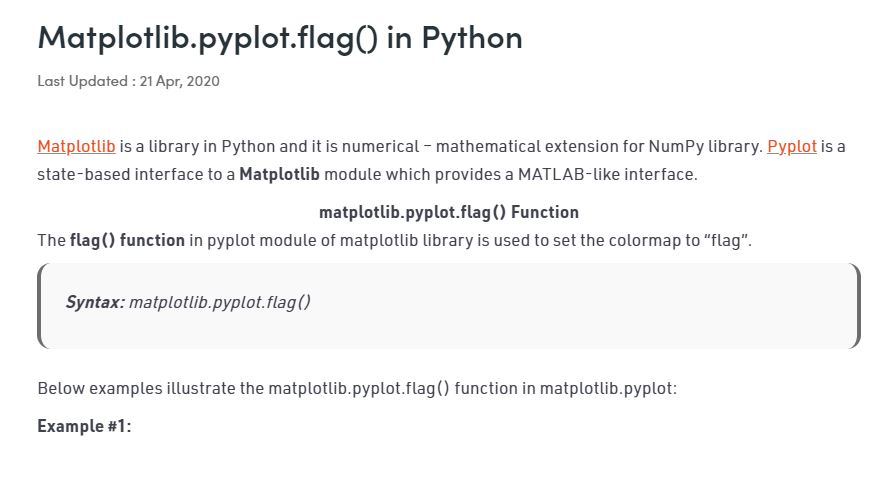 Matplotlib.pyplot.flag() in Python
Last Updated : 21 Apr, 2020
Matplotlib is a library in Python and it is numerical – mathematical extension for NumPy library. Pyplot is a
state-based interface to a Matplotlib module which provides a MATLAB-like interface.
matplotlib.pyplot.flag() Function
The flag() function in pyplot module of matplotlib library is used to set the colormap to “flag”.
Syntax: matplotlib.pyplot.flag()
Below examples illustrate the matplotlib.pyplot.flag() function in matplotlib.pyplot:
Example #1: